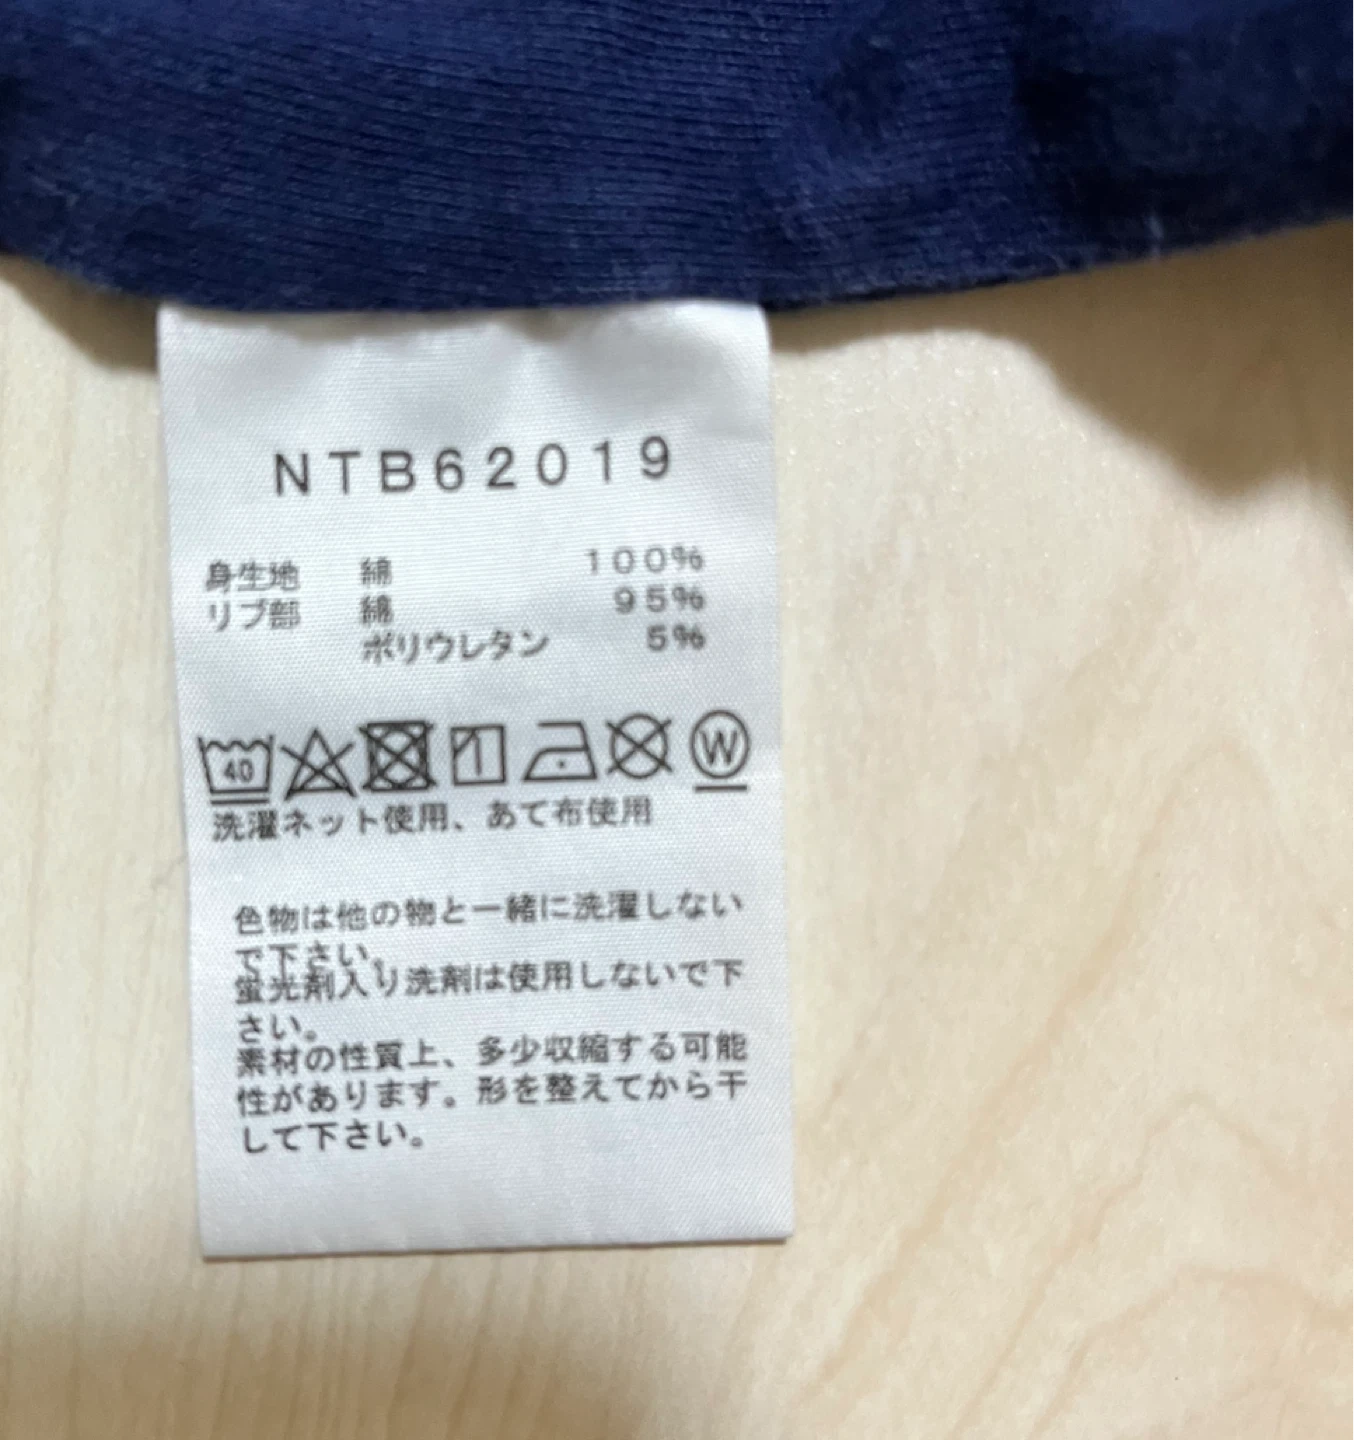 NTB62019
身生地 綿 100%
リブ部 綿 95%
ポリウレタン 5%
40 W
洗濯ネット使用、あて布使用
色物は他の物と一緒に洗濯しない
で下さい。
蛍光剤入り洗剤は使用しないで下
さい。
素材の性質上、多少収縮する可能
性があります。形を整えてから干
して下さい。